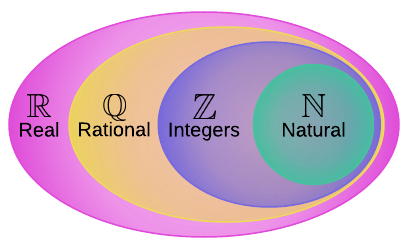 ℝ ℚ ℤ ℕ
Real Rational Integers Natural